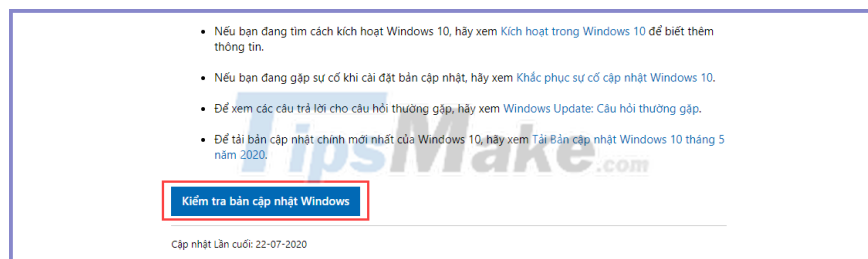 • Nếu bạn đang tìm cách kích hoạt Windows 10, hãy xem Kích hoạt trong Windows 10 để biết thêm
thông tin.
• Nếu bạn đang gặp sự cố khi cài đặt bản cập nhật, hãy xem Khắc phục sự cố cập nhật Windows 10.
• Để xem các câu trả lời cho câu hỏi thường gặp, hãy xem Windows Update: Câu hỏi thường gặp.
• Để tải bản cập nhật chính mới nhất của Windows 10, hãy xem Tải Bản cập nhật Windows 10 tháng 5
năm 2020.
TipsMake.com
Kiểm tra bản cập nhật Windows
Cập nhật Lần cuối: 22-07-2020